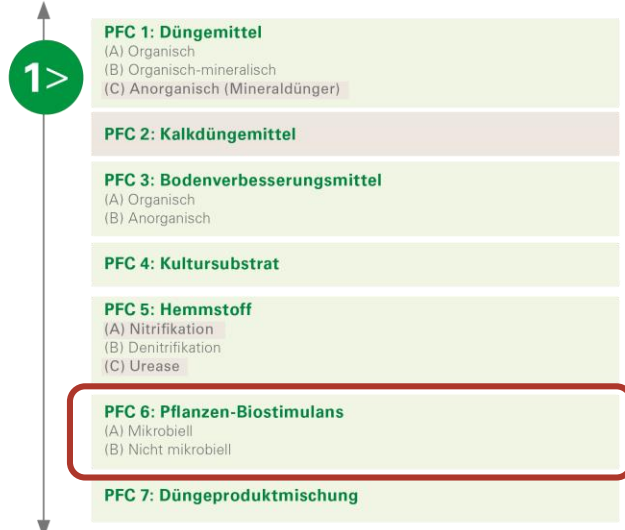 1>
PFC 1: Düngemittel
(A) Organisch
(B) Organisch-mineralisch
(C) Anorganisch (Mineraldünger)
PFC 2: Kalkdüngemittel
PFC 3: Bodenverbesserungsmittel
(A) Organisch
(B) Anorganisch
PFC 4: Kultursubstrat
PFC 5: Hemmstoff
(A) Nitrifikation
(B) Denitrifikation
(C) Urease
PFC 6: Pflanzen-Biostimulans
(A) Mikrobiell
(B) Nicht mikrobiell
PFC 7: Düngeproduktmischung